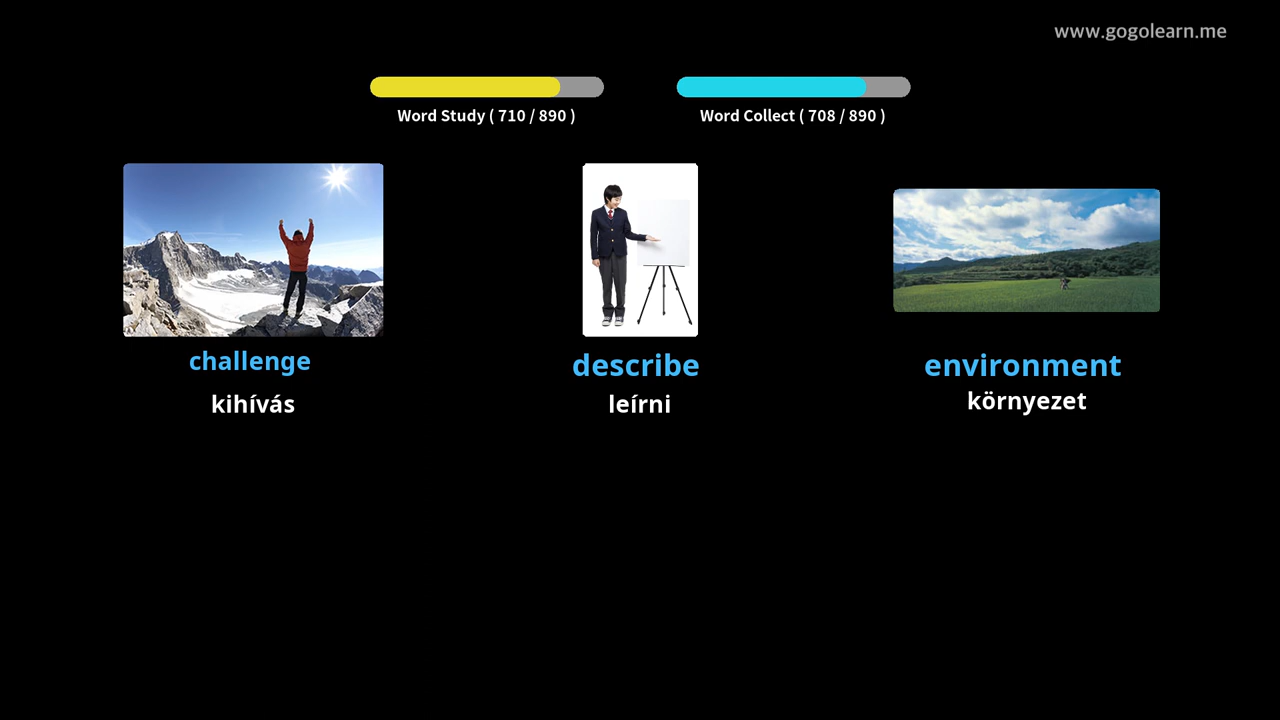 www.gogolearn.me
Word Study ( 710 / 890 )
Word Collect ( 708 / 890 )
challenge
kihívás
describe
leírni
environment
környezet